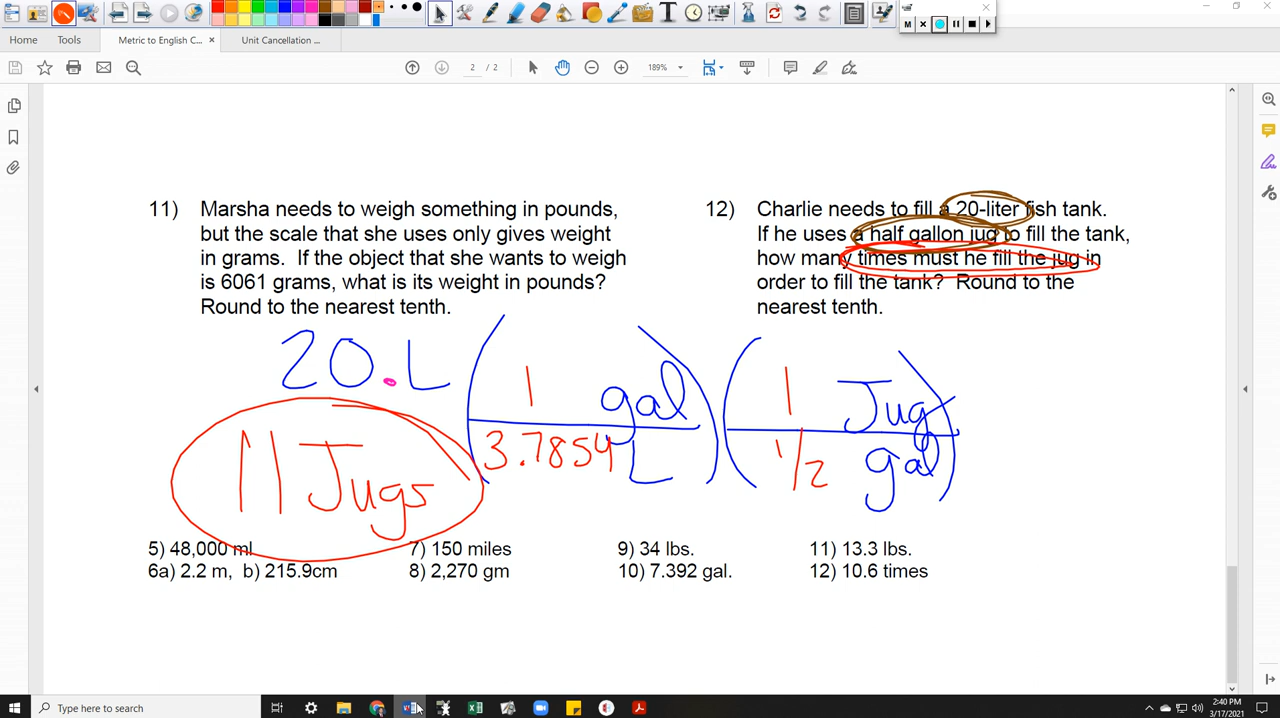 Home
Tools
Metric to English C...
×
Unit Cancellation ...
2 / 2
189%
M
11) Marsha needs to weigh something in pounds,
but the scale that she uses only gives weight
in grams. If the object that she wants to weigh
is 6061 grams, what is its weight in pounds?
Round to the nearest tenth.
12) Charlie needs to fill a 20-liter fish tank.
If he uses a half gallon jug to fill the tank,
how many times must he fill the jug in
order to fill the tank? Round to the
nearest tenth.
20.L (1 gal / 3.7854 L) (1 Jug / 1/2 gal)
11 Jugs
5) 48,000 ml 7) 150 miles 9) 34 lbs. 11) 13.3 lbs.
6a) 2.2 m, b) 215.9cm 8) 2,270 gm 10) 7.392 gal. 12) 10.6 times
Type here to search
2:40 PM
3/17/2021